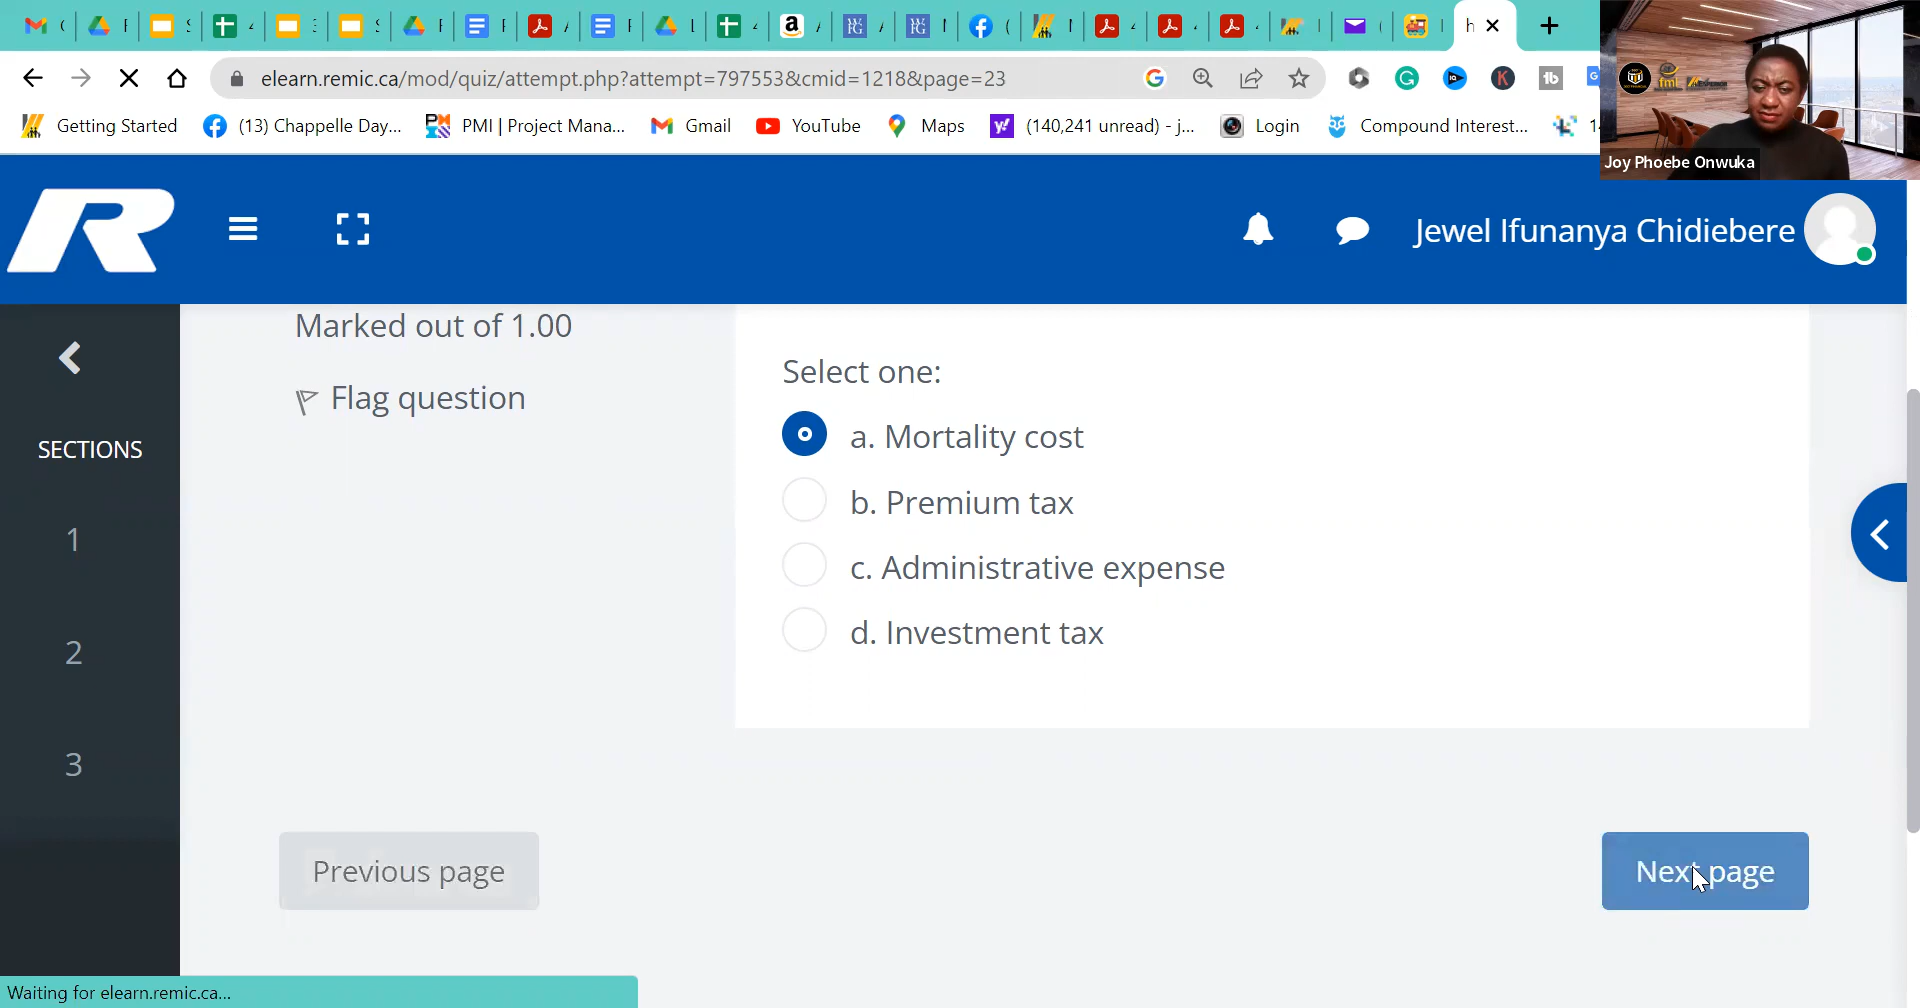 elearn.remic.ca/mod/quiz/attempt.php?attempt=797553&cmid=1218&page=23
Getting Started
(13) Chappelle Day...
PMI | Project Mana...
Gmail
YouTube
Maps
(140,241 unread) - j...
Login
Compound Interest...
Joy Phoebe Onwuka
Jewel Ifunanya Chidiebere
Marked out of 1.00
Flag question
SECTIONS
1
2
3
Select one:
a. Mortality cost
b. Premium tax
c. Administrative expense
d. Investment tax
Previous page
Next page
Waiting for elearn.remic.ca...